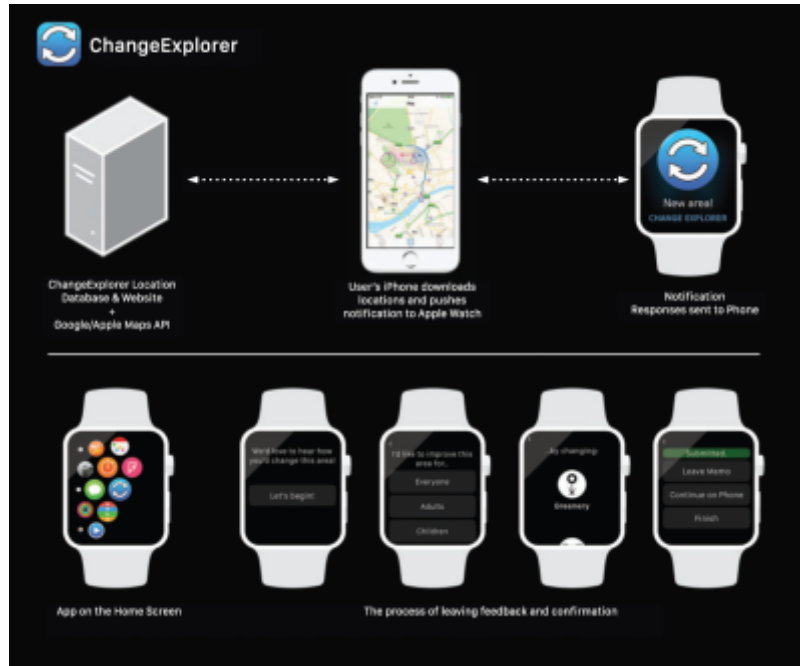 ChangeExplorer
Map
New area!
CHANGE EXPLORER
ChangeExplorer Location
Database & Website
+
Google/Apple Maps API
User's iPhone downloads
locations and pushes
notification to Apple Watch
Notification
Responses sent to Phone
We'd love to hear how
you'd change this area!
Let's begin!
I'd like to improve this
area for...
Everyone
Adults
Children
..by changing:
Greenery
Submitted.
Leave Memo
Continue on Phone
Finish
App on the Home Screen
The process of leaving feedback and confirmation